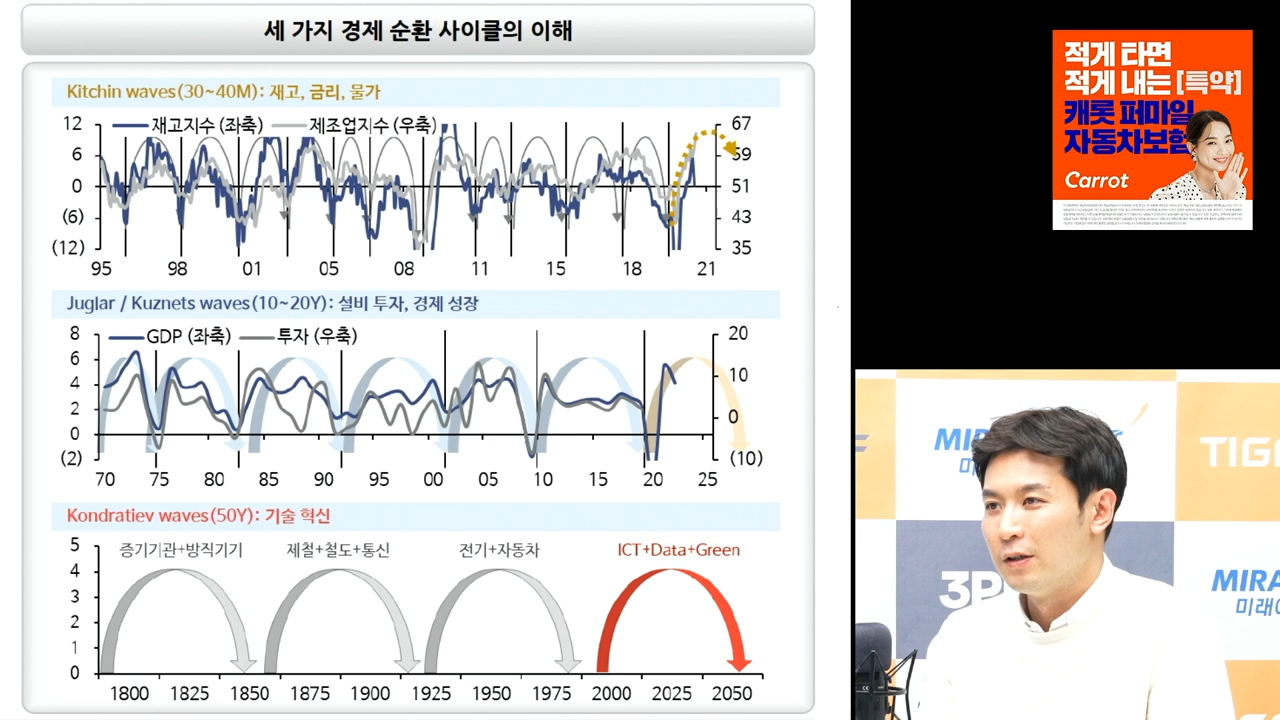 세 가지 경제 순환 사이클의 이해
Kitchin waves(30~40M): 재고, 금리, 물가
재고지수 (좌축) 제조업지수 (우축)
12
6
0
(6)
(12)
67
59
51
43
35
95 98 01 05 08 11 15 18 21
Juglar / Kuznets waves(10~20Y): 설비 투자, 경제 성장
GDP (좌축) 투자 (우축)
8
6
4
2
0
(2)
20
10
0
(10)
70 75 80 85 90 95 00 05 10 15 20 25
Kondratiev waves(50Y): 기술 혁신
5
4
3
2
1
0
증기기관+방직기기 제철+철도+통신 전기+자동차 ICT+Data+Green
1800 1825 1850 1875 1900 1925 1950 1975 2000 2025 2050
적게 타면
적게 내는 [특약]
캐롯 퍼마일
자동차보험
Carrot
MIR
미
TIG
3P
MIRA
미래에